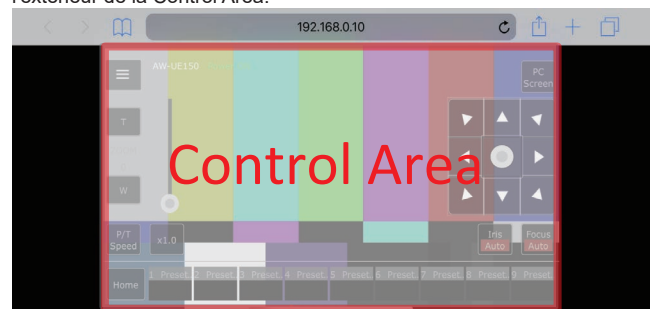 l'extérieur de la Control Area.
192.168.0.10
AW-UE150
PC
Screen
T
W
Control Area
P/T
Speed
x1.0
Iris
Auto
Focus
Auto
Home
1 Preset. 2 Preset. 3 Preset. 4 Preset. 5 Preset. 6 Preset. 7 Preset. 8 Preset. 9 Preset.